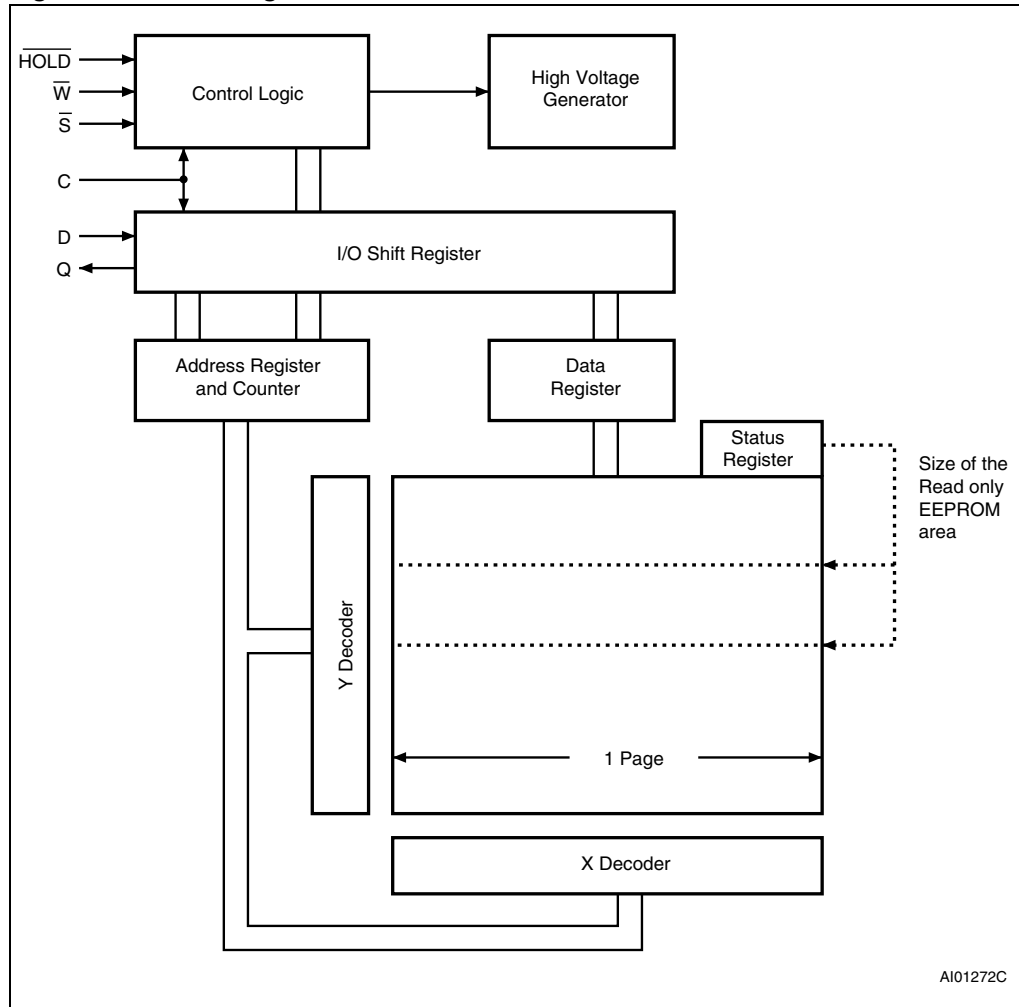 H̅O̅L̅D̅
W̅
S̅
C
D
Q
Control Logic
High Voltage
Generator
I/O Shift Register
Address Register
and Counter
Data
Register
Status
Register
Size of the
Read only
EEPROM
area
Y Decoder
1 Page
X Decoder
AI01272C